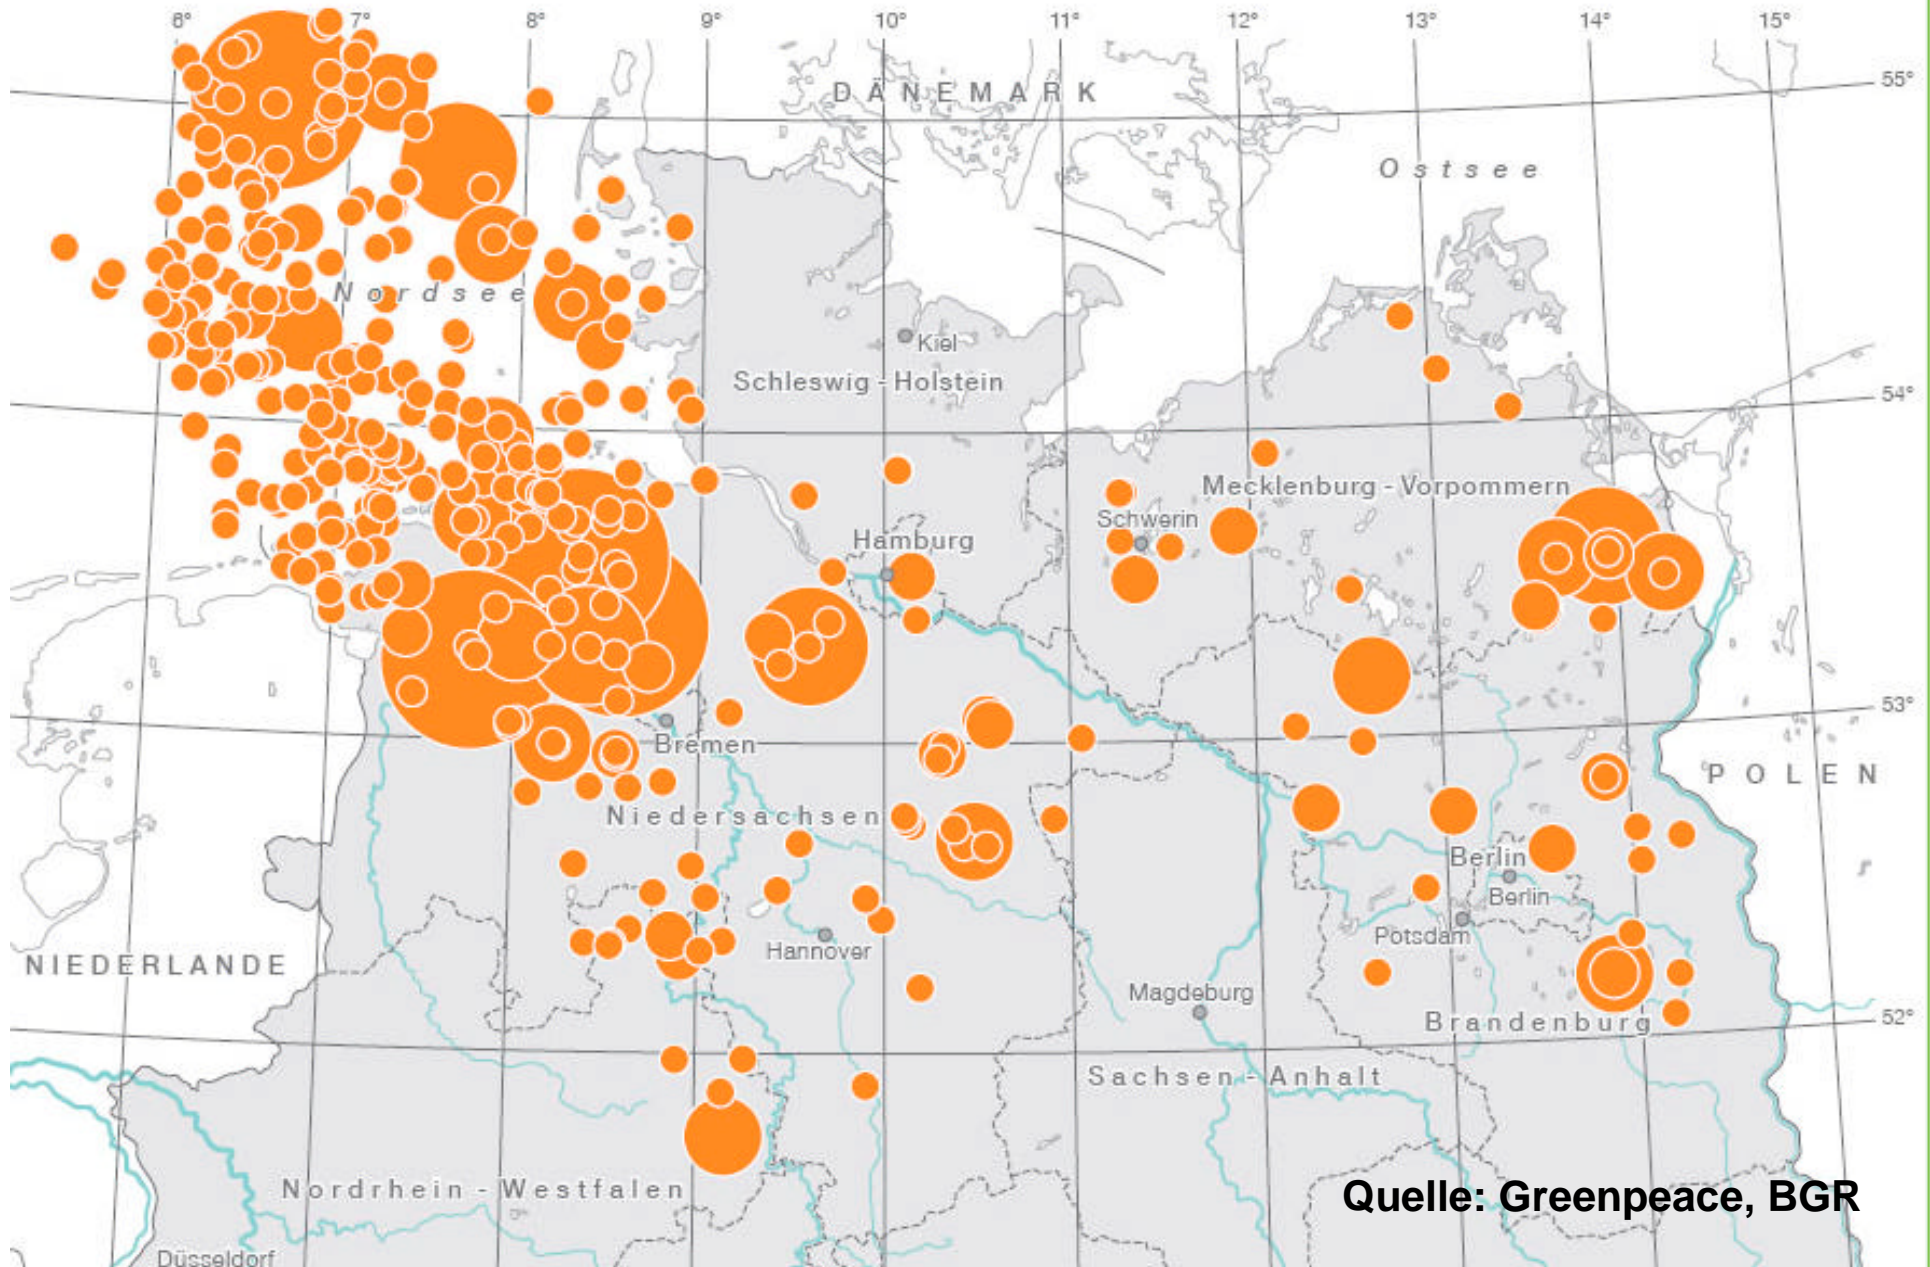 6° 7° 8° 9° 10° 11° 12° 13° 14° 15°
55°
DÄNEMARK
Ostsee
Nordsee
Kiel
Schleswig - Holstein
54°
Mecklenburg - Vorpommern
Schwerin
Hamburg
53°
Bremen
POLEN
Niedersachsen
Berlin
Berlin
Potsdam
Hannover
NIEDERLANDE
Magdeburg
Brandenburg
52°
Sachsen - Anhalt
Nordrhein - Westfalen
Quelle: Greenpeace, BGR
Düsseldorf